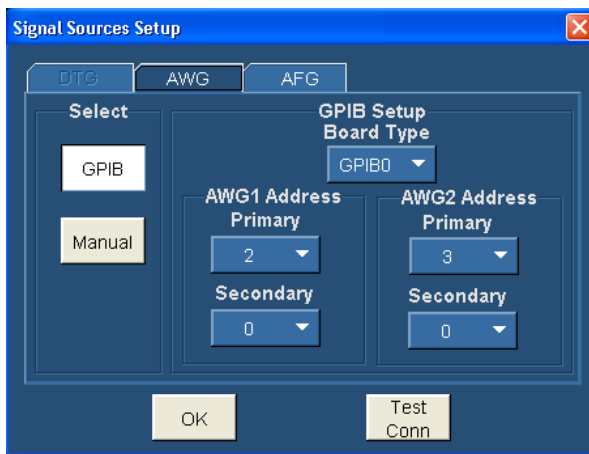 Signal Sources Setup
DTG AWG AFG
Select
GPIB
Manual
GPIB Setup
Board Type
GPIB0
AWG1 Address
Primary
2
Secondary
0
AWG2 Address
Primary
3
Secondary
0
OK
Test
Conn